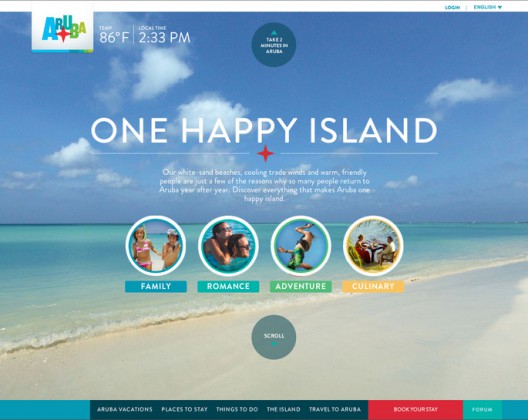 LOGIN
ENGLISH
ARUBA
TEMP
86°F
LOCAL TIME
2:33 PM
TAKE 2
MINUTES IN
ARUBA
ONE HAPPY ISLAND
Our white-sand beaches, cooling trade winds and warm, friendly
people are just a few of the reasons why so many people return to
Aruba year after year. Discover everything that makes Aruba one
happy island.
FAMILY
ROMANCE
ADVENTURE
CULINARY
SCROLL
ARUBA VACATIONS
PLACES TO STAY
THINGS TO DO
THE ISLAND
TRAVEL TO ARUBA
BOOK YOUR STAY
FORUM